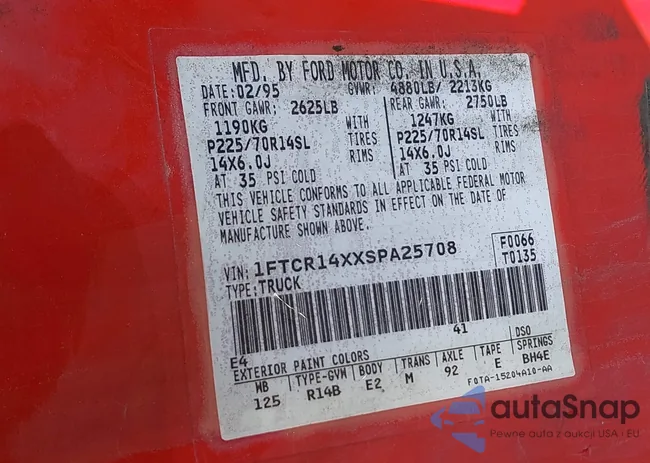 MFD. BY FORD MOTOR CO. IN U.S.A.
DATE: 02/95 GVWR: 4880LB/ 2213KG
FRONT GAWR: 2625LB REAR GAWR: 2750LB
1190KG WITH 1247KG WITH
P225/70R14SL TIRES P225/70R14SL TIRES
14X6.0J RIMS 14X6.0J RIMS
AT 35 PSI COLD AT 35 PSI COLD
THIS VEHICLE CONFORMS TO ALL APPLICABLE FEDERAL MOTOR
VEHICLE SAFETY STANDARDS IN EFFECT ON THE DATE OF
MANUFACTURE SHOWN ABOVE.
VIN: 1FTCR14XXSPA25708 F0066
TYPE: TRUCK T0135
E4 41
EXTERIOR PAINT COLORS DSO
WB TYPE-GVM BODY TRANS AXLE TAPE SPRINGS
125 R14B E2 M 92 E BH4E
F0TA-15204A10-AA
autaSnap
Pewne auta z aukcji USA i EU